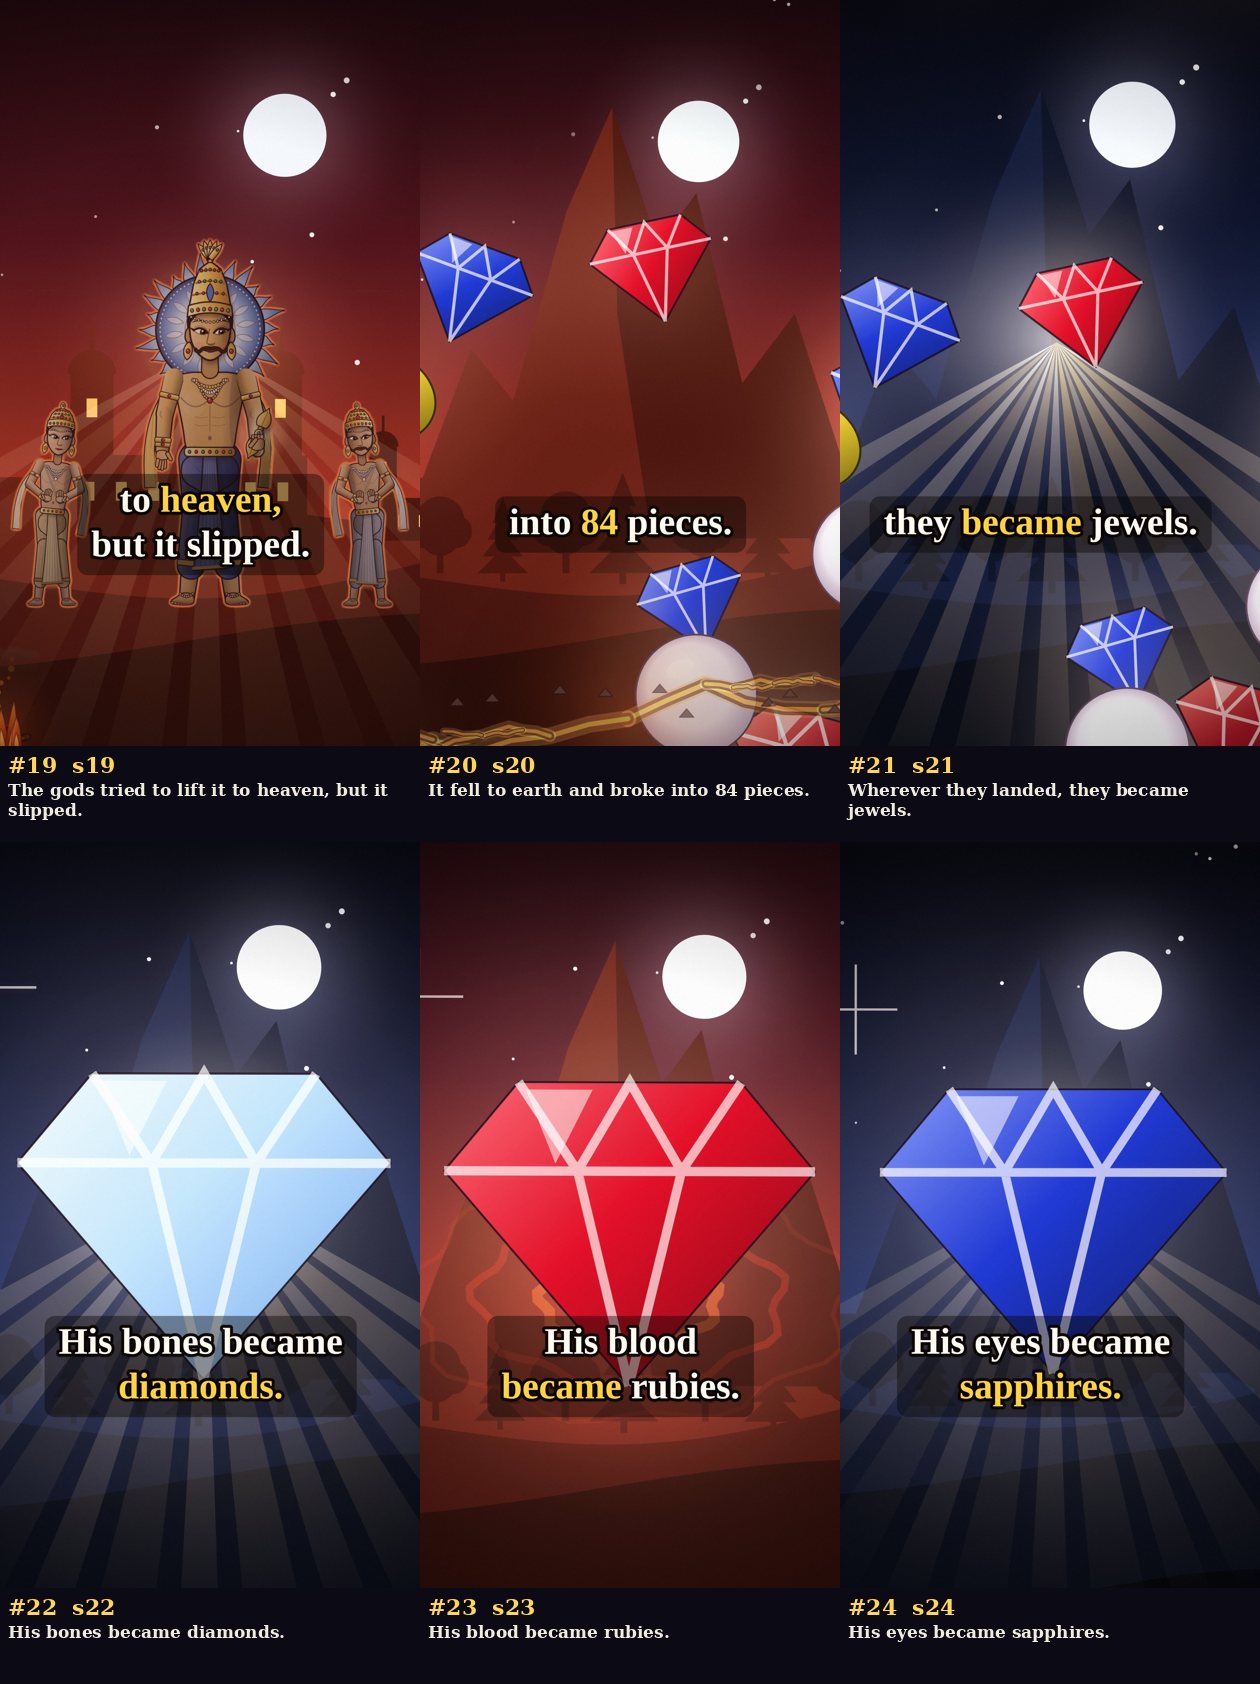 to heaven,
but it slipped.
into 84 pieces.
they became jewels.
#19 s19
The gods tried to lift it to heaven, but it
slipped.
#20 s20
It fell to earth and broke into 84 pieces.
#21 s21
Wherever they landed, they became
jewels.
His bones became
diamonds.
His blood
became rubies.
His eyes became
sapphires.
#22 s22
His bones became diamonds.
#23 s23
His blood became rubies.
#24 s24
His eyes became sapphires.